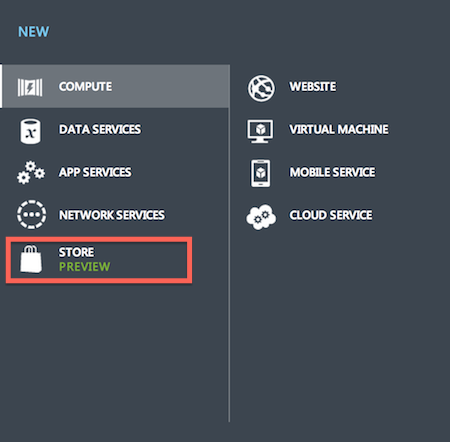 NEW
COMPUTE
DATA SERVICES
APP SERVICES
NETWORK SERVICES
STORE
PREVIEW
WEBSITE
VIRTUAL MACHINE
MOBILE SERVICE
CLOUD SERVICE